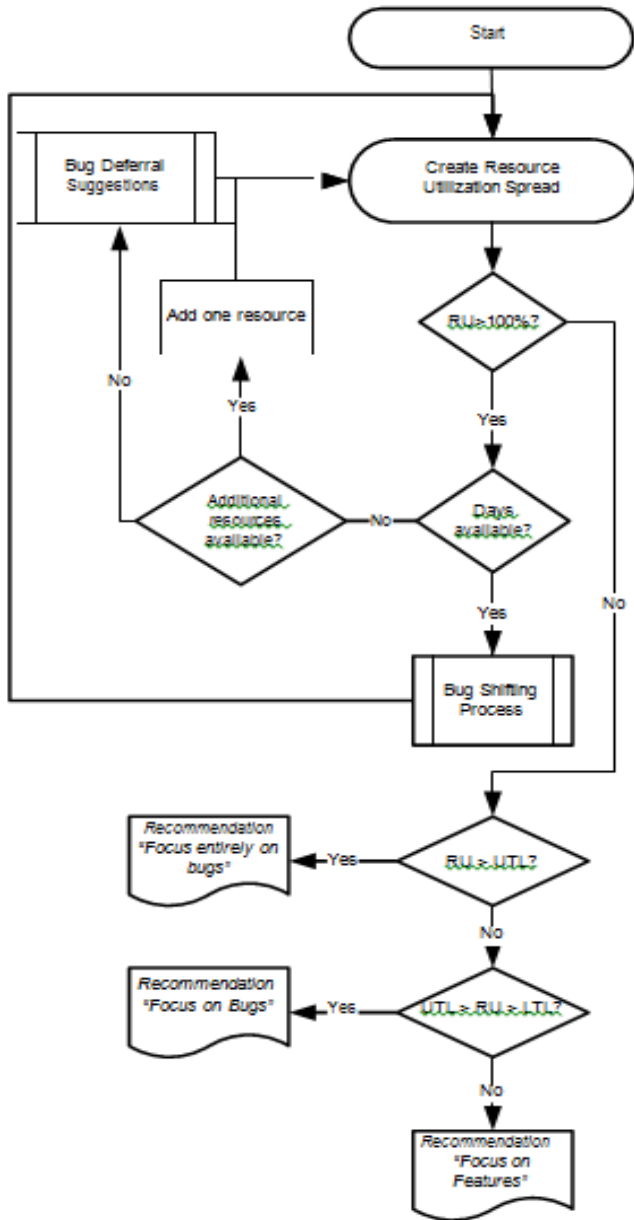 Start
Bug Deferral
Suggestions
Create Resource
Utilization Spread
Add one resource
RU≥100%?
No
Yes
Yes
Additional
resources
available?
No
Days
available?
Yes
No
Bug Shifting
Process
Recommendation
"Focus entirely on
bugs"
Yes
RU ≥ UTL?
No
Recommendation
"Focus on Bugs"
Yes
UTL > RU > LTL?
No
Recommendation
"Focus on
Features"